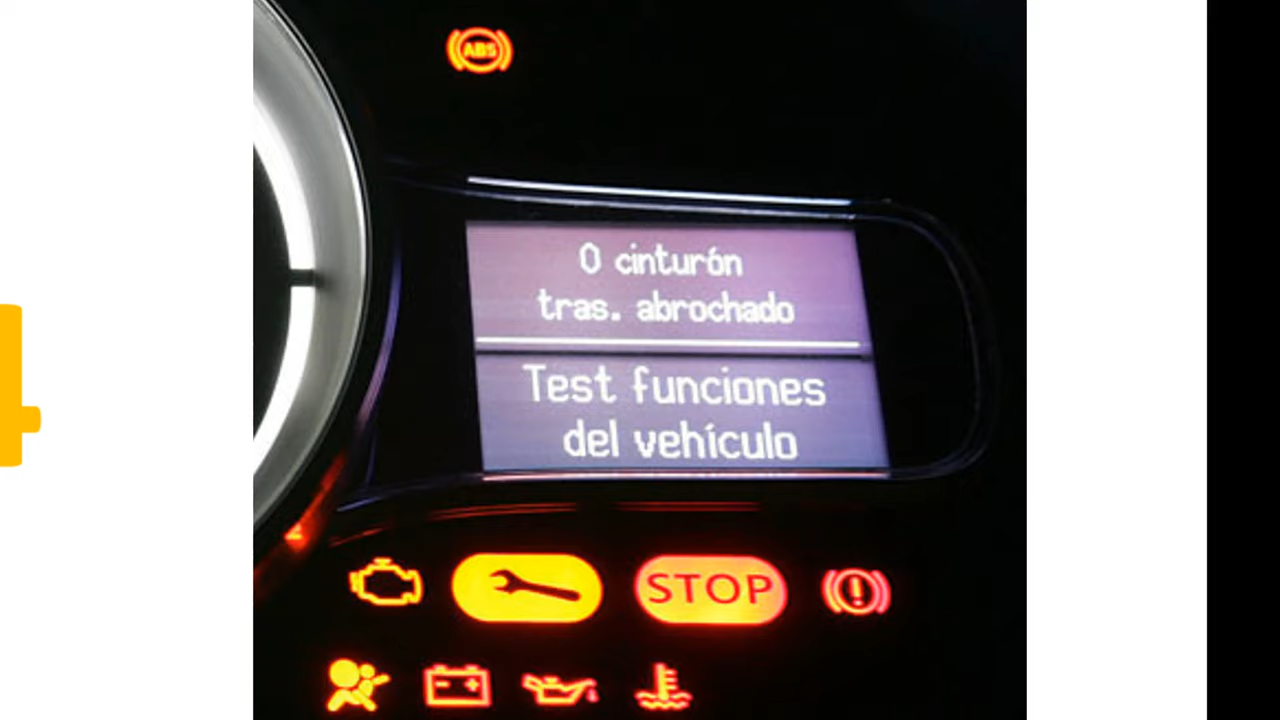 ABS
0 cinturón
tras. abrochado
Test funciones
del vehículo
STOP